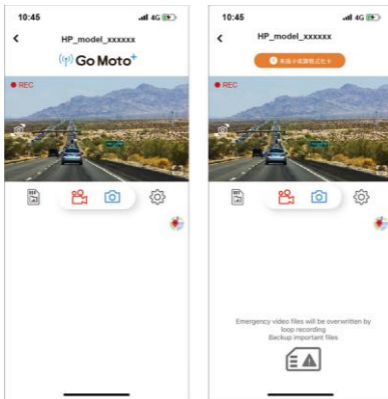 10:45
4G
HP_model_xxxxxx
Go Moto+
REC
10:45
4G
HP_model_xxxxxx
REC
Emergency video files will be overwritten by
loop recording
Backup important files